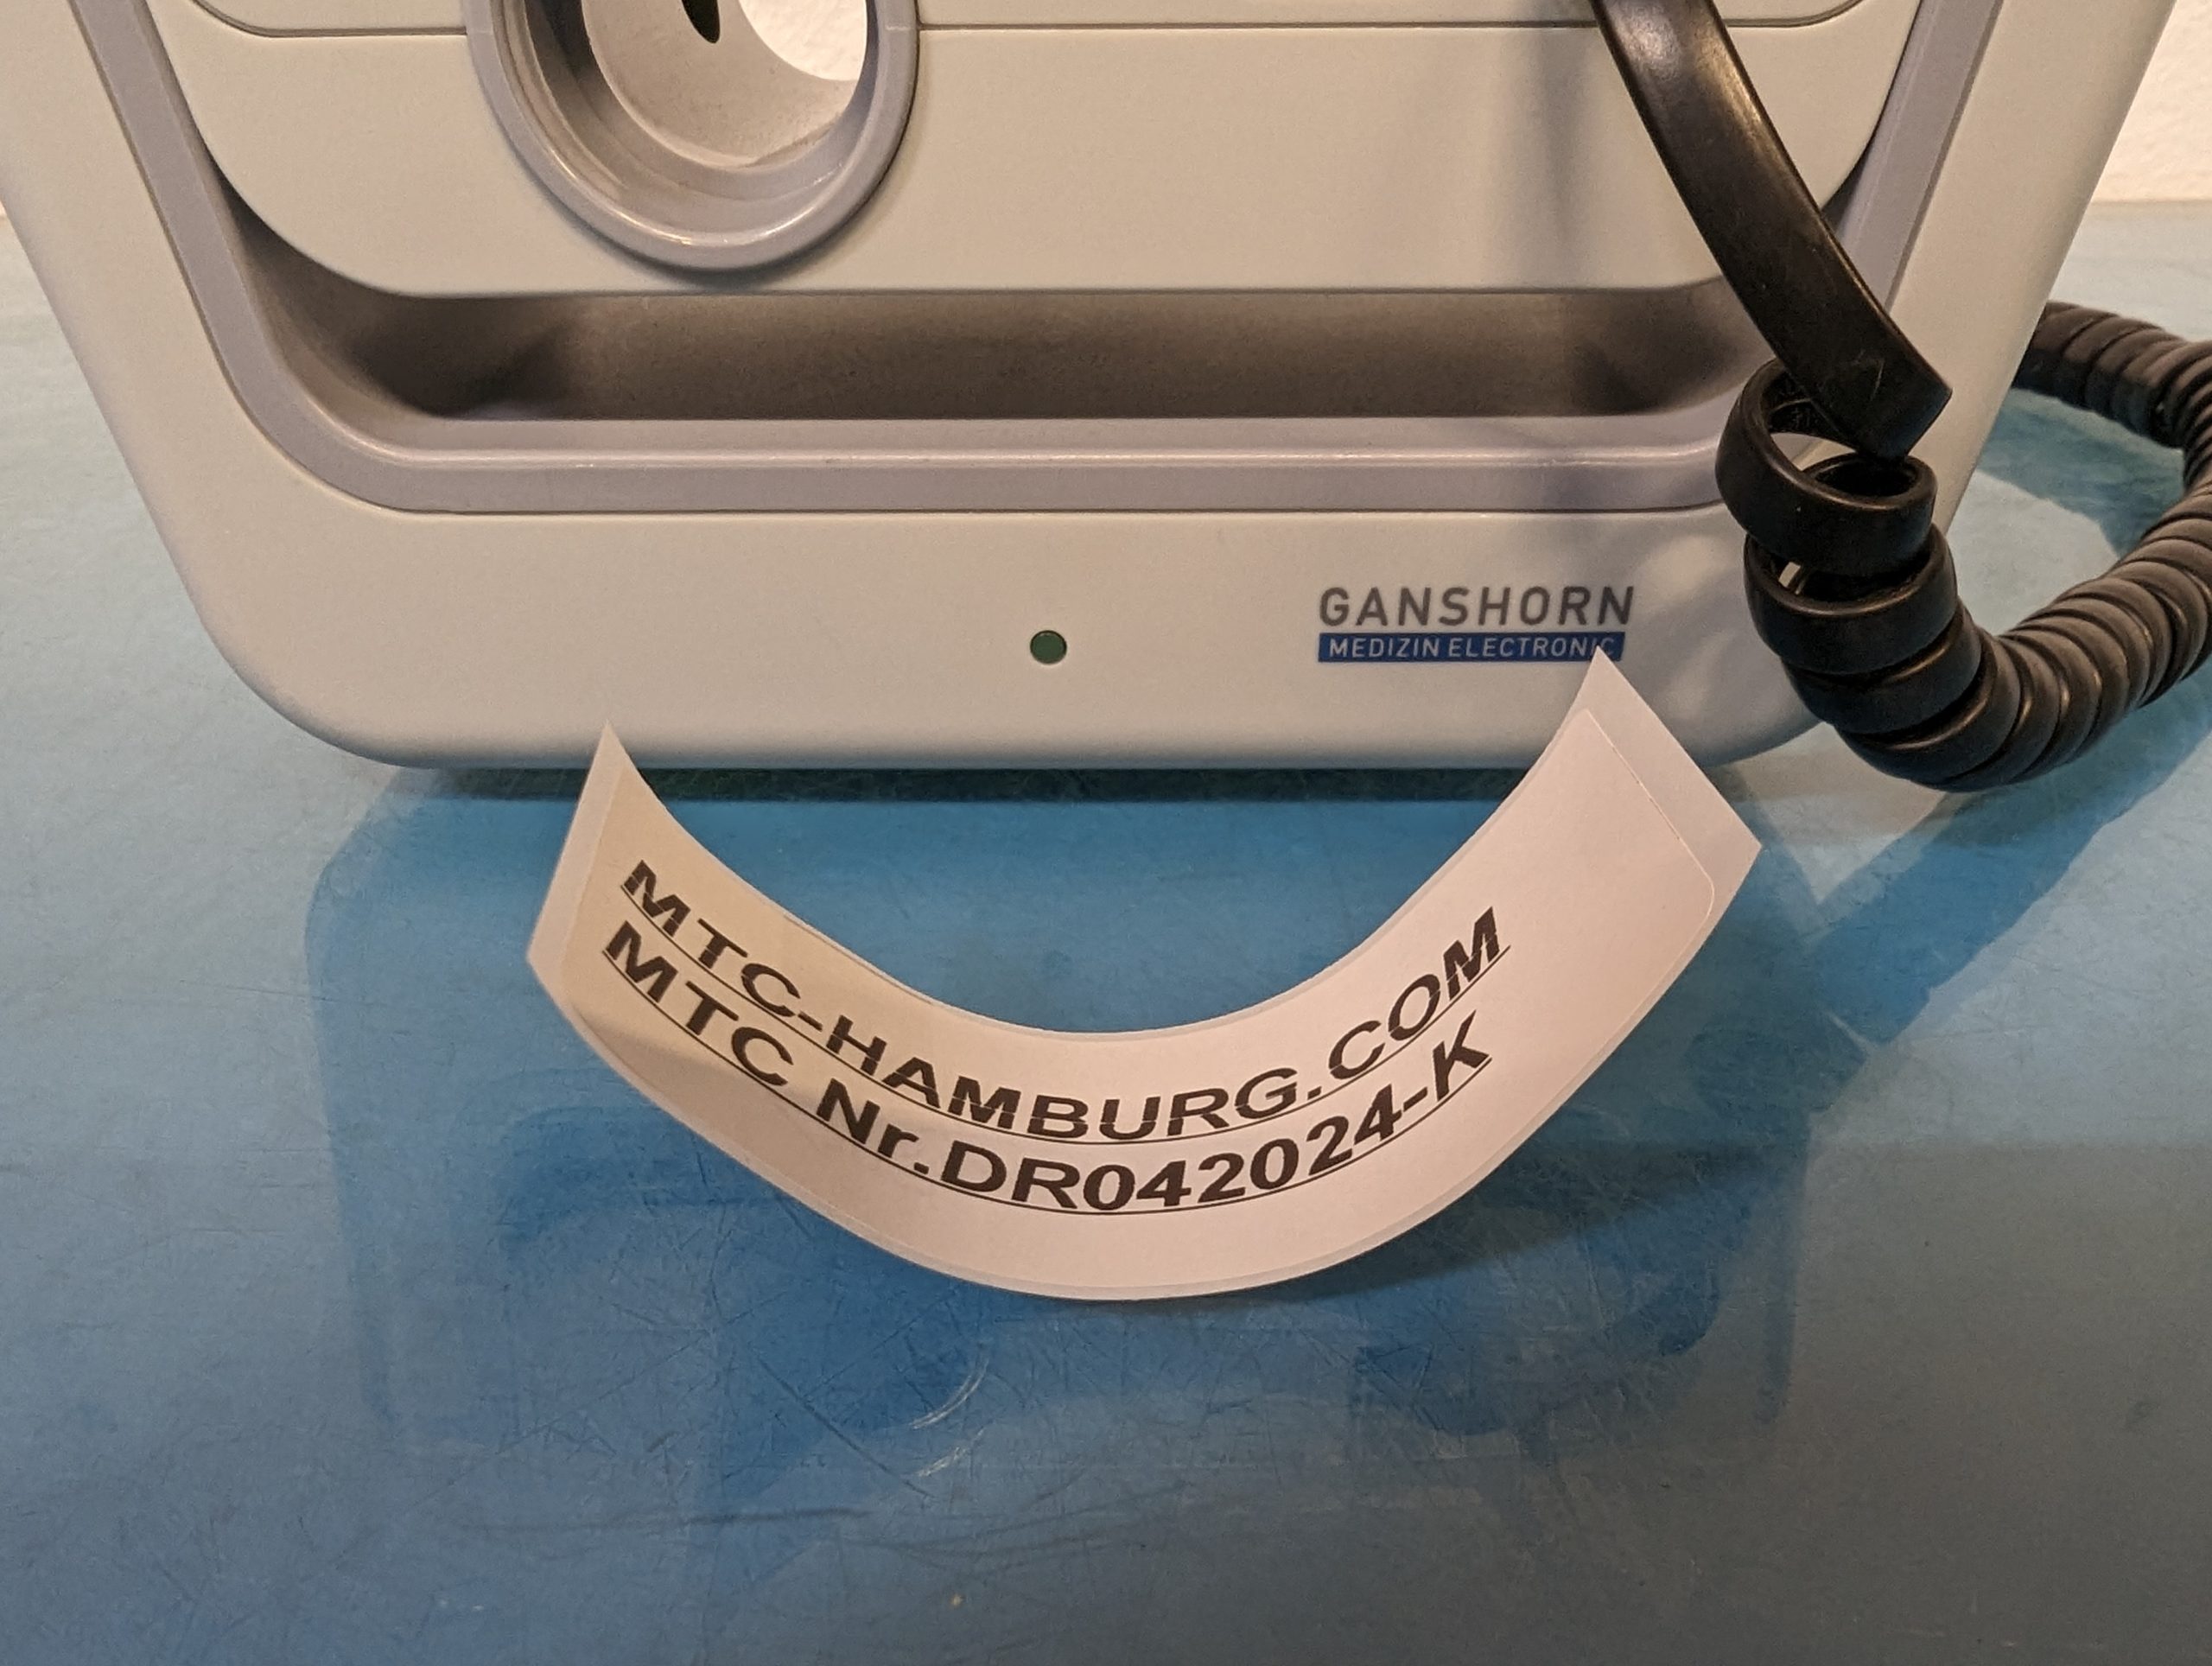 GANSHORN
MEDIZIN ELECTRONIC
MTC-HAMBURG.COM
MTC Nr.DR042024-K